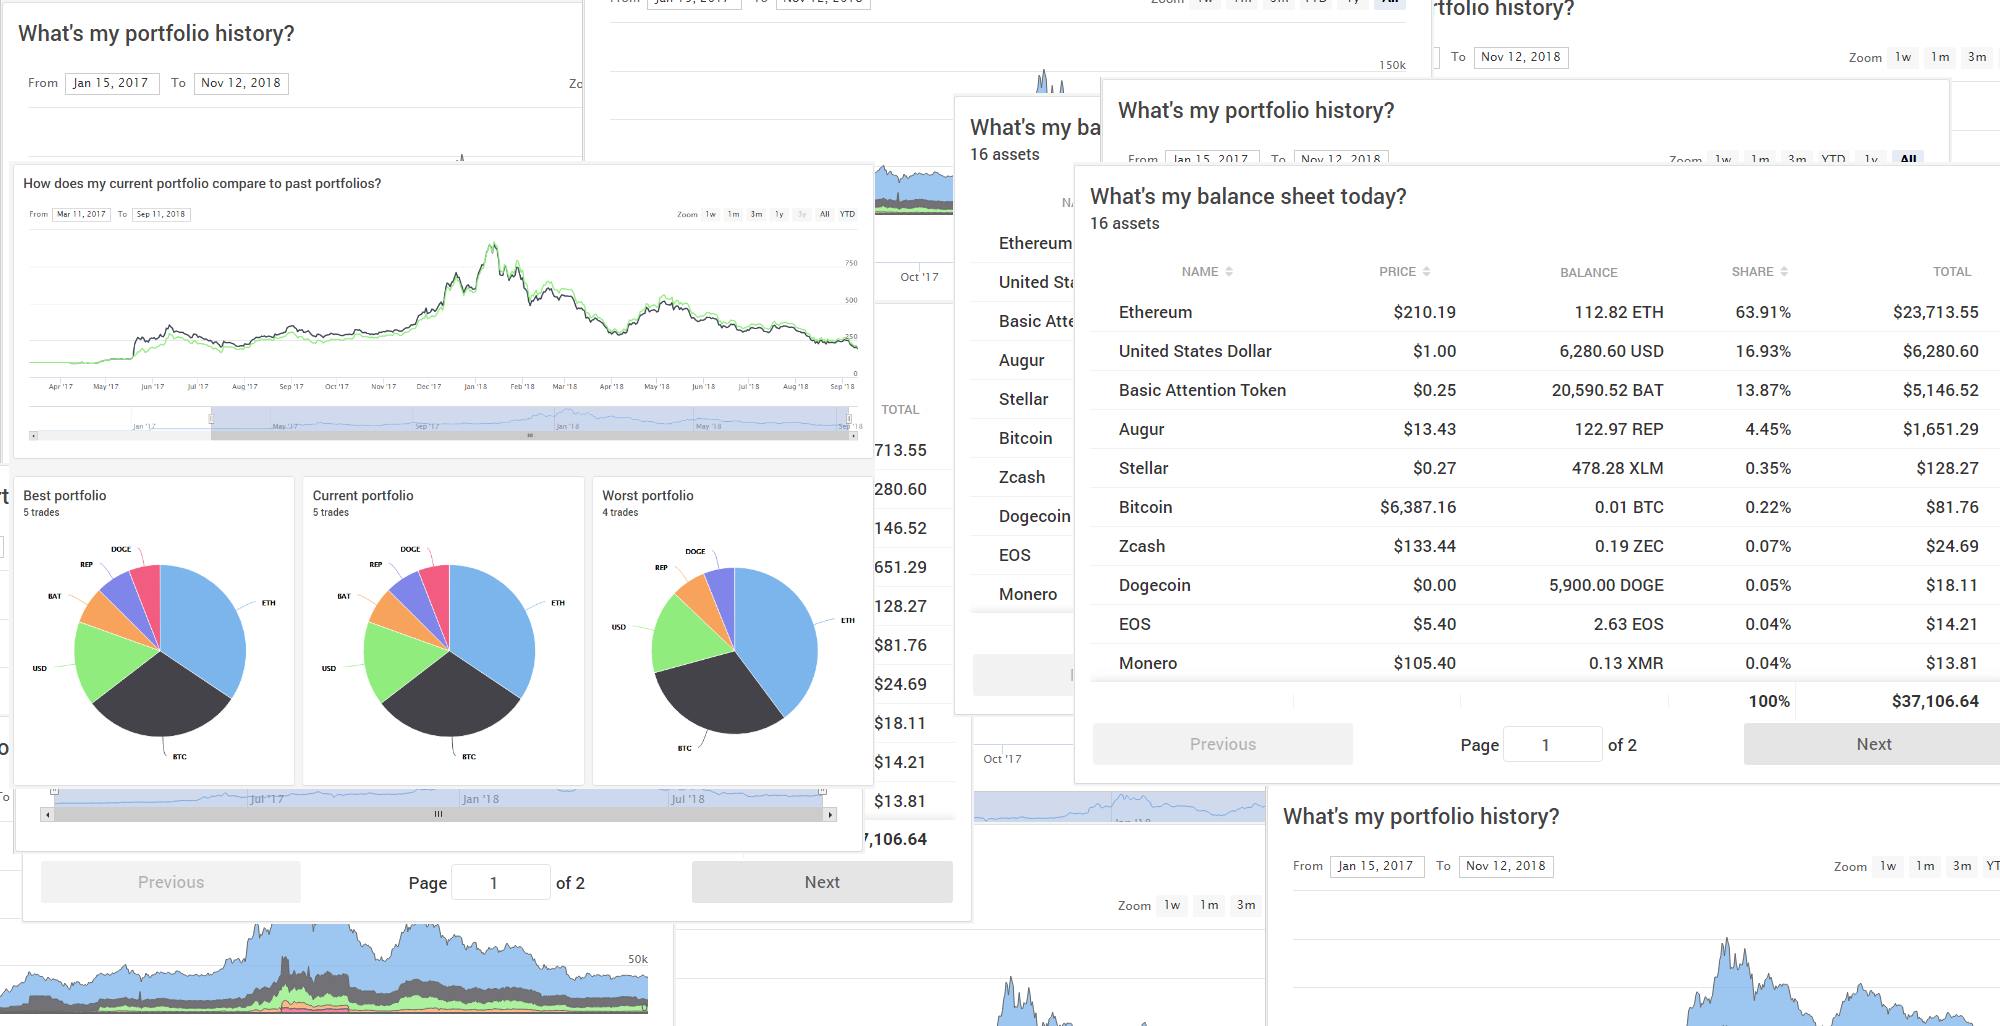 What's my portfolio history?
From Jan 15, 2017 To Nov 12, 2018
From To Nov 12, 2018 Zoom 1w 1m 3m YTD 1y All
150k
Oct '17
history?
To Nov 12, 2018 Zoom 1w 1m 3m
What's my portfolio history?
From Jan 15, 2017 To Nov 12, 2018 Zoom 1w 1m 3m YTD 1y All
What's my
16 assets
Ethereum
United
Basic
Augur
Stellar
Bitcoin
Zcash
Dogecoin
EOS
Monero
How does my current portfolio compare to past portfolios?
From Mar 11, 2017 To Sep 11, 2018 Zoom 1w 1m 3m 1y 3y All YTD
750
500
250
0
Apr '17 May '17 Jun '17 Jul '17 Aug '17 Sep '17 Oct '17 Nov '17 Dec '17 Jan '18 Feb '18 Mar '18 Apr '18 May '18 Jun '18 Jul '18 Aug '18 Sep '18
Jan '17 May '17 Sep '17 Jan '18 May '18 Sep '18
Best portfolio
5 trades
DOGE
REP
BAT
ETH
USD
BTC
Current portfolio
5 trades
DOGE
REP
BAT
ETH
USD
BTC
Worst portfolio
4 trades
DOGE
REP
ETH
USD
BTC
TOTAL
713.55
280.60
146.52
651.29
128.27
$81.76
$24.69
$18.11
$14.21
$13.81
7,106.64
Jul '17 Jan '18 Jul '18
Previous Page 1 of 2 Next
50k
What's my balance sheet today?
16 assets
NAME PRICE BALANCE SHARE TOTAL
Ethereum $210.19 112.82 ETH 63.91% $23,713.55
United States Dollar $1.00 6,280.60 USD 16.93% $6,280.60
Basic Attention Token $0.25 20,590.52 BAT 13.87% $5,146.52
Augur $13.43 122.97 REP 4.45% $1,651.29
Stellar $0.27 478.28 XLM 0.35% $128.27
Bitcoin $6,387.16 0.01 BTC 0.22% $81.76
Zcash $133.44 0.19 ZEC 0.07% $24.69
Dogecoin $0.00 5,900.00 DOGE 0.05% $18.11
EOS $5.40 2.63 EOS 0.04% $14.21
Monero $105.40 0.13 XMR 0.04% $13.81
100% $37,106.64
Previous Page 1 of 2 Next
Oct '17
Zoom 1w 1m 3m
What's my portfolio history?
From Jan 15, 2017 To Nov 12, 2018 Zoom 1w 1m 3m